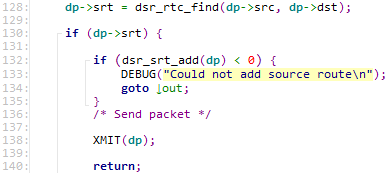 128: dp->srt = dsr_rtc_find(dp->src, dp->dst);
129:
130: if (dp->srt) {
131:
132: if (dsr_srt_add(dp) < 0) {
133: DEBUG("Could not add source route\n");
134: goto ↓out;
135: }
136: /* Send packet */
137:
138: XMIT(dp);
139:
140: return;